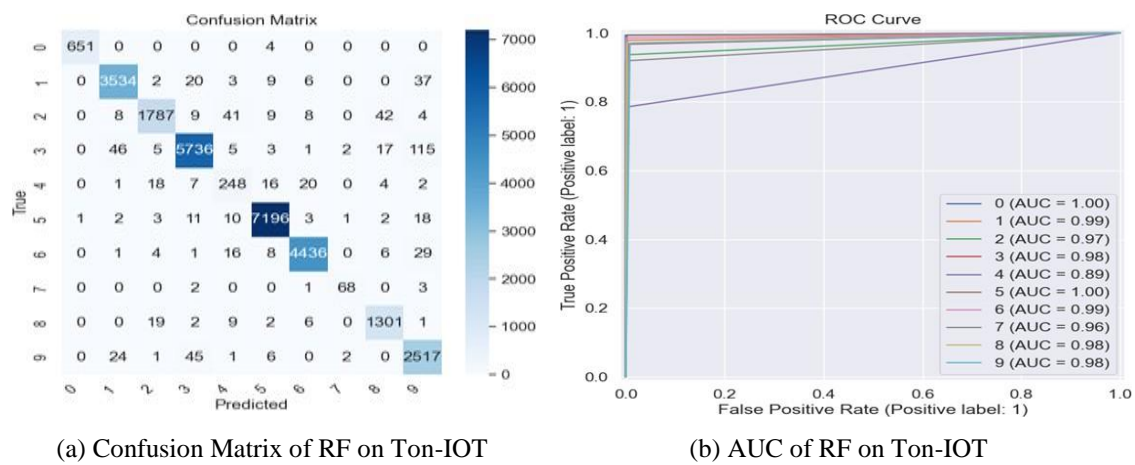 Confusion Matrix
0 651 0 0 0 0 4 0 0 0 0
1 0 3534 2 20 3 9 6 0 0 37
2 0 8 1787 9 41 9 8 0 42 4
3 0 46 5 5736 5 3 1 2 17 115
4 0 1 18 7 248 16 20 0 4 2
5 1 2 3 11 10 7196 3 1 2 18
6 0 1 4 1 16 8 4436 0 6 29
7 0 0 0 2 0 0 1 68 0 3
8 0 0 19 2 9 2 6 0 1301 1
9 0 24 1 45 1 6 0 2 0 2517
0 1 2 3 4 5 6 7 8 9
True
Predicted
7000
6000
5000
4000
3000
2000
1000
0
ROC Curve
1.0
0.8
0.6
0.4
0.2
0.0
True Positive Rate (Positive label: 1)
0 (AUC = 1.00)
1 (AUC = 0.99)
2 (AUC = 0.97)
3 (AUC = 0.98)
4 (AUC = 0.89)
5 (AUC = 1.00)
6 (AUC = 0.99)
7 (AUC = 0.96)
8 (AUC = 0.98)
9 (AUC = 0.98)
0.0 0.2 0.4 0.6 0.8 1.0
False Positive Rate (Positive label: 1)
(a) Confusion Matrix of RF on Ton-IOT
(b) AUC of RF on Ton-IOT